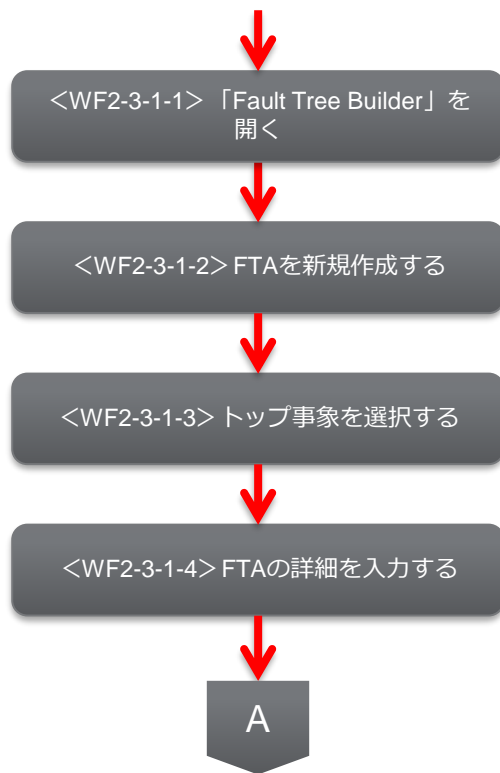 ＜WF2-3-1-1＞「Fault Tree Builder」を
開く
＜WF2-3-1-2＞FTAを新規作成する
＜WF2-3-1-3＞トップ事象を選択する
＜WF2-3-1-4＞FTAの詳細を入力する
A